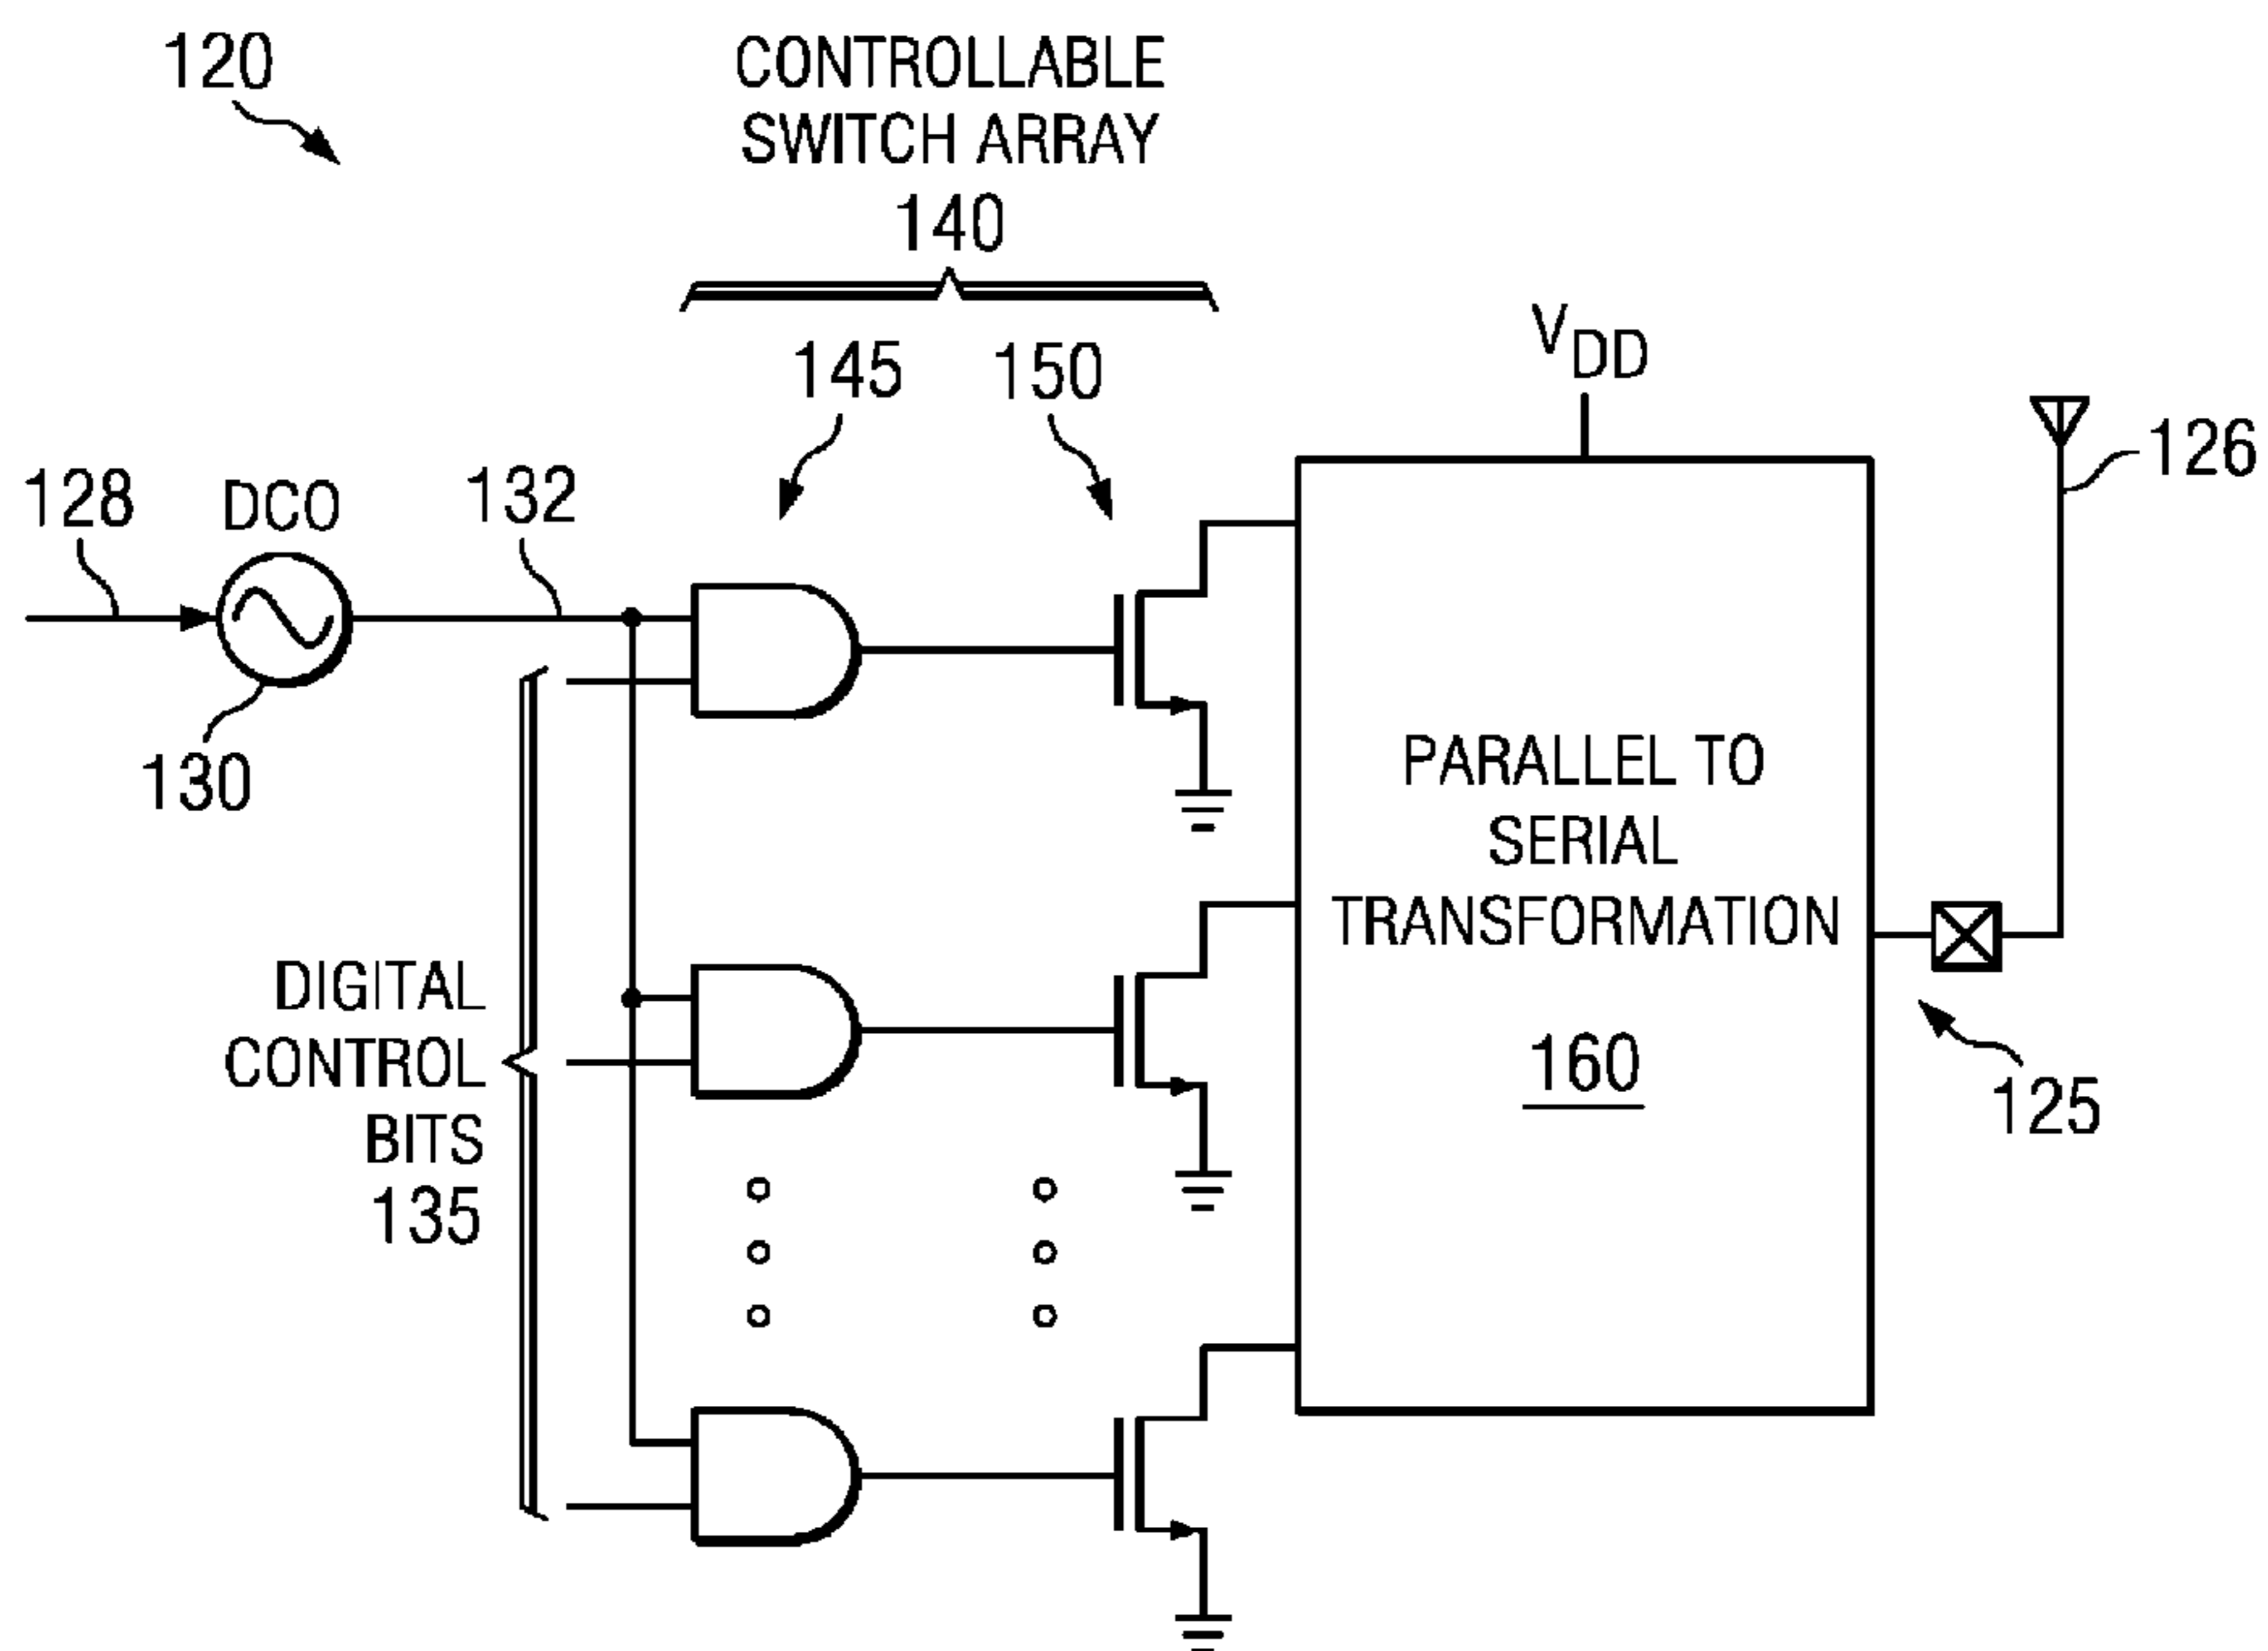 120
CONTROLLABLE
SWITCH ARRAY
140
145
150
VDD
126
128
DCO
132
130
PARALLEL TO
SERIAL
TRANSFORMATION
160
DIGITAL
CONTROL
BITS
135
125